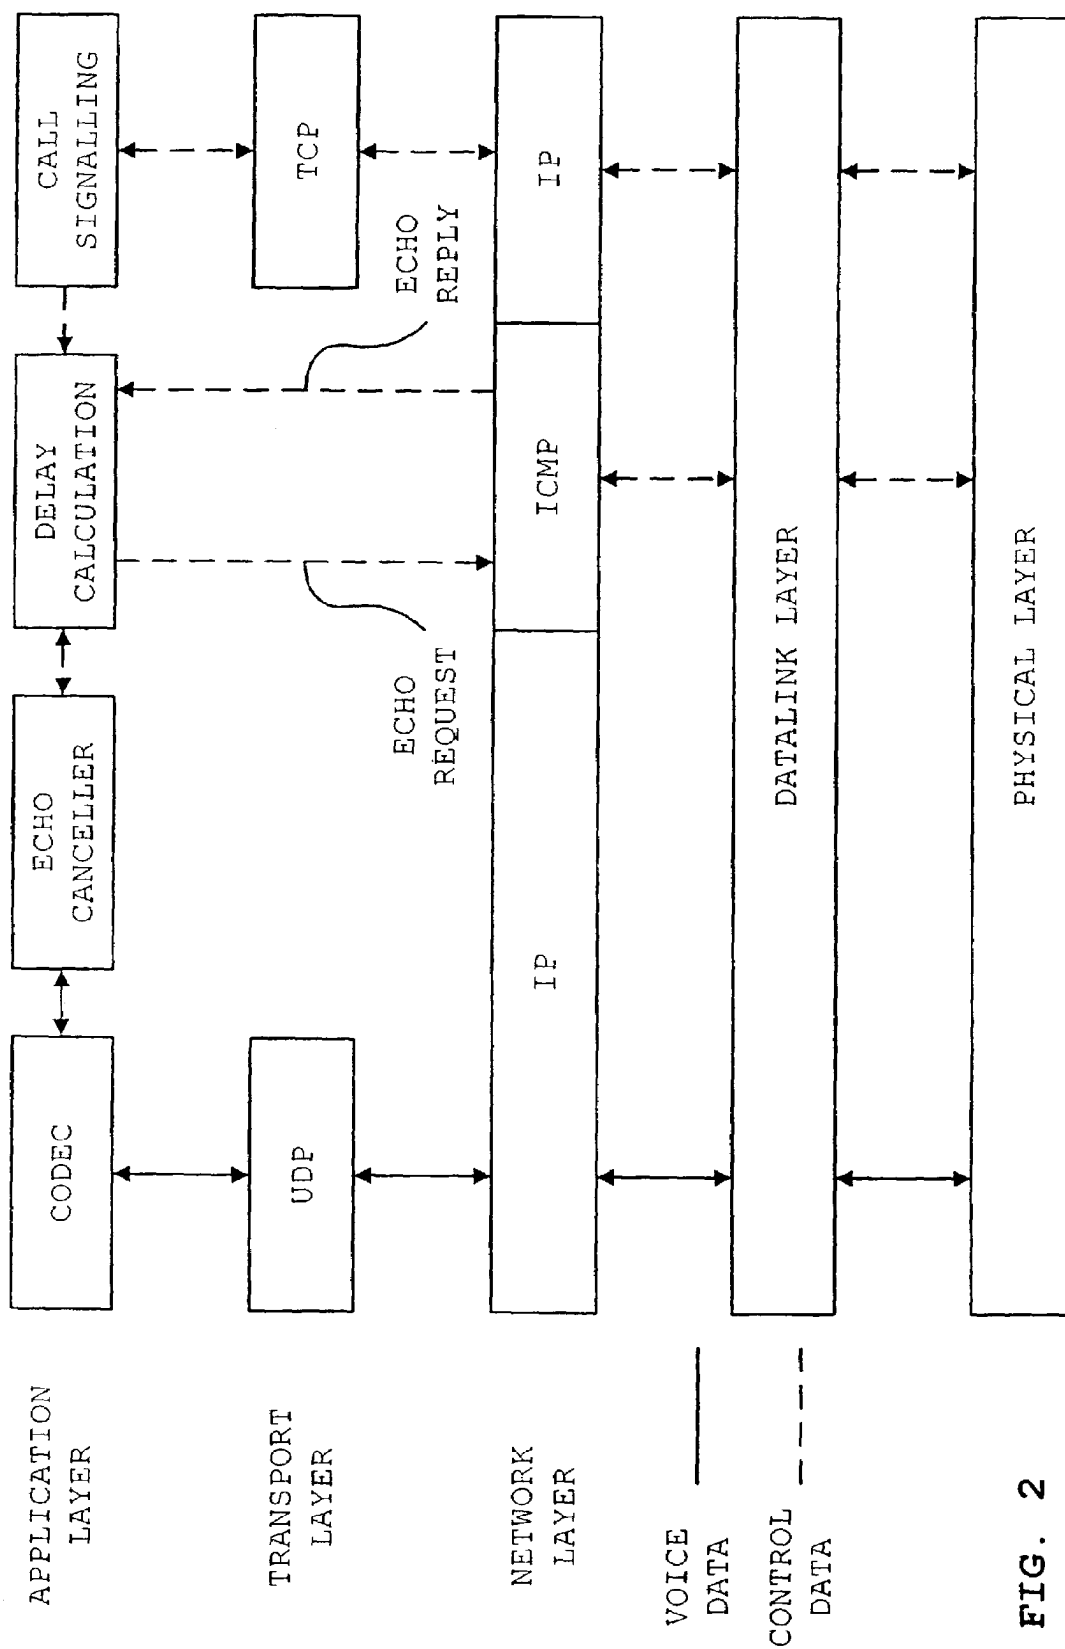 APPLICATION
LAYER
CODEC
ECHO
CANCELLER
DELAY
CALCULATION
CALL
SIGNALLING
TRANSPORT
LAYER
UDP
TCP
ECHO
REQUEST
ECHO
REPLY
NETWORK
LAYER
IP
ICMP
IP
VOICE
DATA
CONTROL
DATA
DATALINK LAYER
PHYSICAL LAYER
FIG. 2